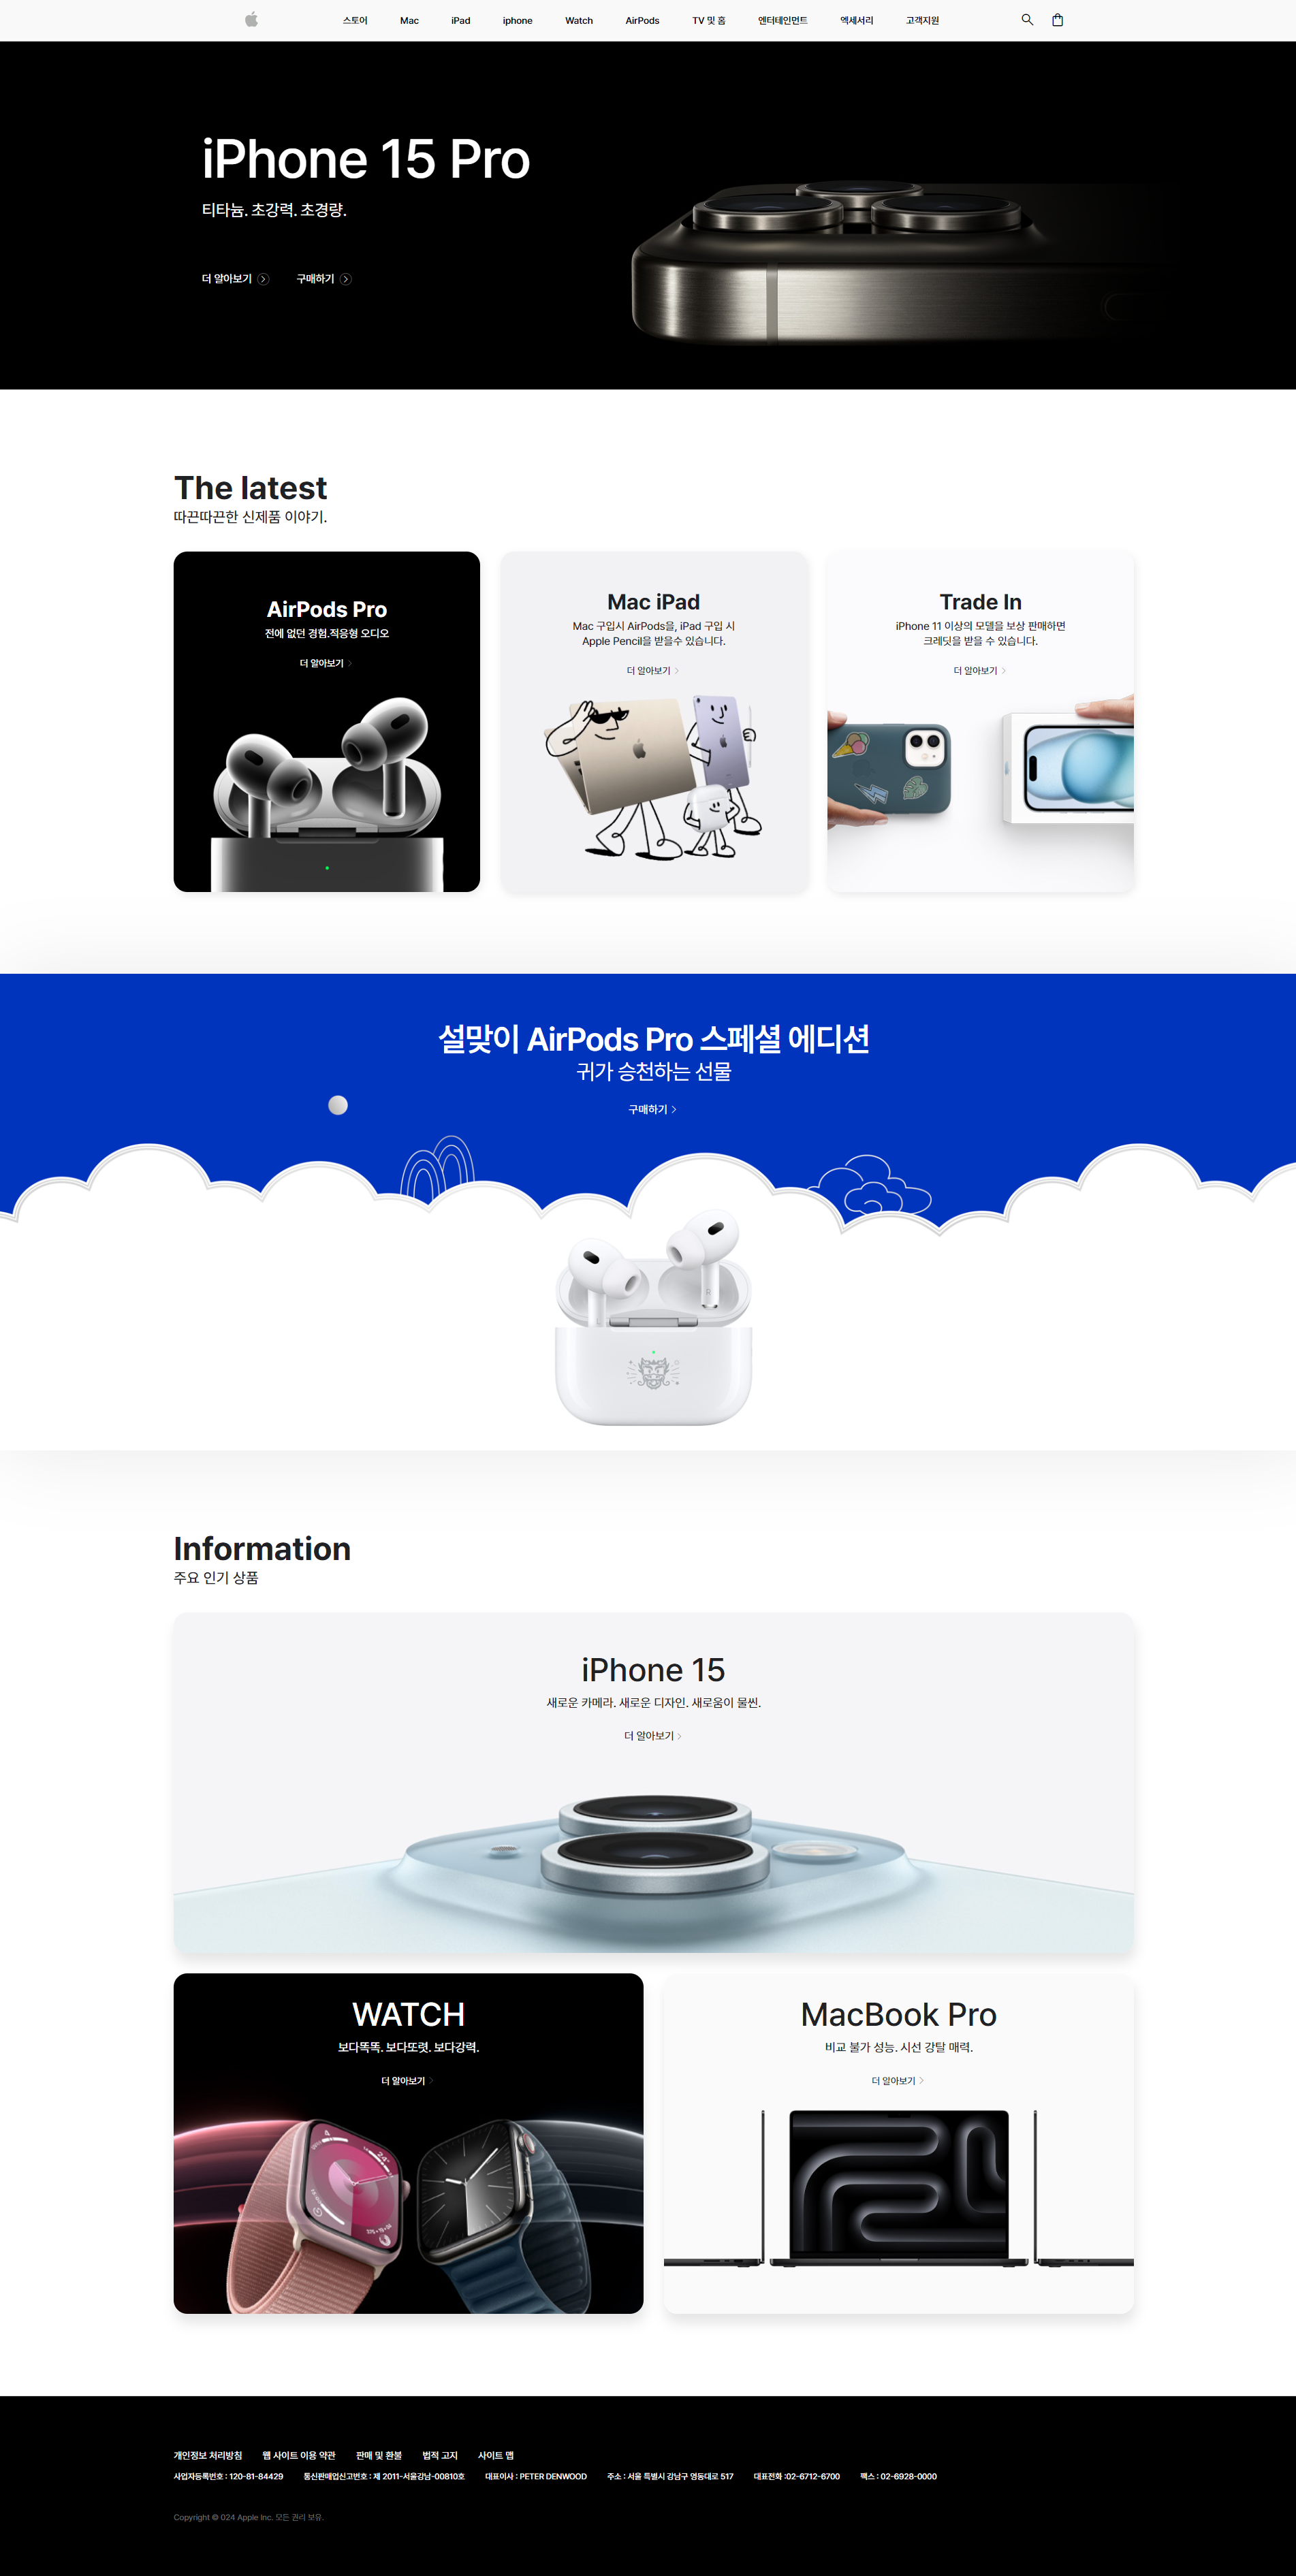 스토어 Mac iPad iphone Watch AirPods TV 및 홈 엔터테인먼트 액세서리 고객지원
iPhone 15 Pro
티타늄. 초강력. 초경량.
더 알아보기 구매하기
The latest
따끈따끈한 신제품 이야기.
AirPods Pro
전에 없던 경험.적응형 오디오
더 알아보기
Mac iPad
Mac 구입시 AirPods을, iPad 구입 시
Apple Pencil을 받을수 있습니다.
더 알아보기
Trade In
iPhone 11 이상의 모델을 보상 판매하면
크레딧을 받을 수 있습니다.
더 알아보기
설맞이 AirPods Pro 스페셜 에디션
귀가 승천하는 선물
구매하기
Information
주요 인기 상품
iPhone 15
새로운 카메라. 새로운 디자인. 새로움이 물씬.
더 알아보기
WATCH
보다똑똑. 보다또렷. 보다강력.
더 알아보기
MacBook Pro
비교 불가 성능. 시선 강탈 매력.
더 알아보기
개인정보 처리방침 웹 사이트 이용 약관 판매 및 환불 법적 고지 사이트 맵
사업자등록번호 : 120-81-84429 통신판매업신고번호 : 제 2011-서울강남-00810호 대표이사 : PETER DENWOOD 주소 : 서울 특별시 강남구 영동대로 517 대표전화 :02-6712-6700 팩스 : 02-6928-0000
Copyright © 024 Apple Inc. 모든 권리 보유.